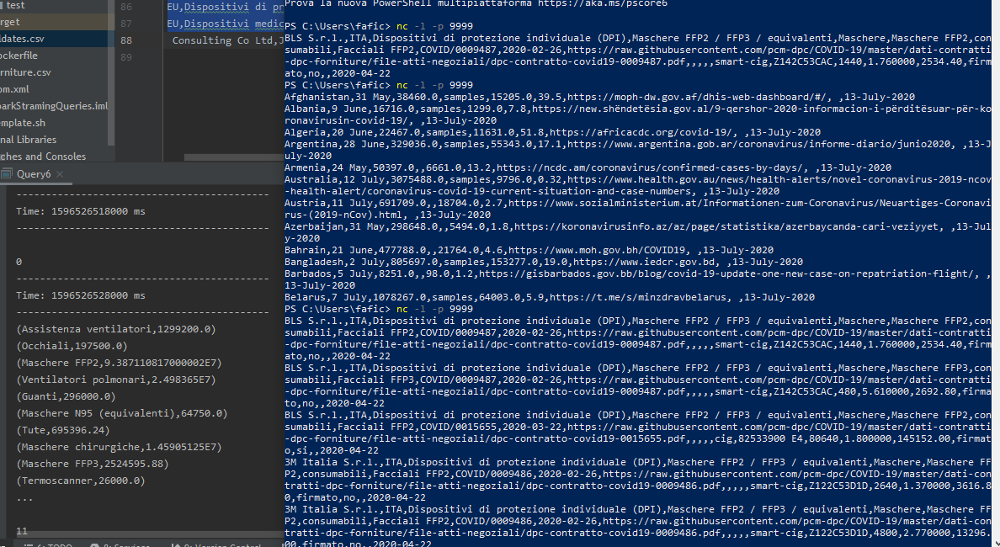 test
rget
ldates.csv
ockerfile
rniture.csv
om.xml
arkStramingQueries.iml
mplate.sh
nal Libraries
ches and Consoles
86
87
88
89
EU,Dispositivi di pr
EU,Dispositivi medic
Consulting Co Ltd,J
Query6
----------------------------------------
Time: 1596526518000 ms
----------------------------------------
0
----------------------------------------
Time: 1596526528000 ms
----------------------------------------
(Assistenza ventilatori,1299200.0)
(Occhiali,197500.0)
(Maschere FFP2,9.387110817000002E7)
(Ventilatori polmonari,2.498365E7)
(Guanti,296000.0)
(Maschere N95 (equivalenti),64750.0)
(Tute,695396.24)
(Maschere chirurgiche,1.45905125E7)
(Maschere FFP3,2524595.88)
(Termoscanner,26000.0)
...
11
Prova la nuova PowerShell multipiattaforma https://aka.ms/pscore6
PS C:\Users\fafic> nc -l -p 9999
BLS S.r.l.,ITA,Dispositivi di protezione individuale (DPI),Maschere FFP2 / FFP3 / equivalenti,Maschere,Maschere FFP2,con
sumabili,Facciali FFP2,COVID/0009487,2020-02-26,https://raw.githubusercontent.com/pcm-dpc/COVID-19/master/dati-contratti
-dpc-forniture/file-atti-negoziali/dpc-contratto-covid19-0009487.pdf,,,,,smart-cig,Z142C53CAC,1440,1.760000,2534.40,firm
ato,no,,2020-04-22
PS C:\Users\fafic> nc -l -p 9999
Afghanistan,31 May,38460.0,samples,15205.0,39.5,https://moph-dw.gov.af/dhis-web-dashboard/#/, ,13-July-2020
Albania,9 June,16716.0,samples,1299.0,7.8,https://new.shëndetësia.gov.al/9-qershor-2020-informacion-i-përditësuar-për-ko
ronavirusin-covid-19/, ,13-July-2020
Algeria,20 June,22467.0,samples,11631.0,51.8,https://africacdc.org/covid-19/, ,13-July-2020
Argentina,28 June,329036.0,samples,55343.0,17.1,https://www.argentina.gob.ar/coronavirus/informe-diario/junio2020, ,13-J
uly-2020
Armenia,24 May,50397.0,,6661.0,13.2,https://ncdc.am/coronavirus/confirmed-cases-by-days/, ,13-July-2020
Australia,12 July,3075488.0,samples,9796.0,0.32,https://www.health.gov.au/news/health-alerts/novel-coronavirus-2019-ncov
-health-alert/coronavirus-covid-19-current-situation-and-case-numbers, ,13-July-2020
Austria,11 July,691709.0,,18704.0,2.7,https://www.sozialministerium.at/Informationen-zum-Coronavirus/Neuartiges-Coronavi
rus-(2019-nCov).html, ,13-July-2020
Azerbaijan,31 May,298648.0,,5494.0,1.8,https://koronavirusinfo.az/az/page/statistika/azerbaycanda-cari-veziyyet, ,13-Jul
y-2020
Bahrain,21 June,477788.0,,21764.0,4.6,https://www.moh.gov.bh/COVID19, ,13-July-2020
Bangladesh,2 July,805697.0,samples,153277.0,19.0,https://www.iedcr.gov.bd, ,13-July-2020
Barbados,5 July,8251.0,,98.0,1.2,https://gisbarbados.gov.bb/blog/covid-19-update-one-new-case-on-repatriation-flight/, ,
13-July-2020
Belarus,7 July,1078267.0,samples,64003.0,5.9,https://t.me/s/minzdravbelarus, ,13-July-2020
PS C:\Users\fafic> nc -l -p 9999
BLS S.r.l.,ITA,Dispositivi di protezione individuale (DPI),Maschere FFP2 / FFP3 / equivalenti,Maschere,Maschere FFP2,con
sumabili,Facciali FFP2,COVID/0009487,2020-02-26,https://raw.githubusercontent.com/pcm-dpc/COVID-19/master/dati-contratti
-dpc-forniture/file-atti-negoziali/dpc-contratto-covid19-0009487.pdf,,,,,smart-cig,Z142C53CAC,1440,1.760000,2534.40,firm
ato,no,,2020-04-22
BLS S.r.l.,ITA,Dispositivi di protezione individuale (DPI),Maschere FFP2 / FFP3 / equivalenti,Maschere,Maschere FFP3,con
sumabili,Facciali FFP3,COVID/0009487,2020-02-26,https://raw.githubusercontent.com/pcm-dpc/COVID-19/master/dati-contratti
-dpc-forniture/file-atti-negoziali/dpc-contratto-covid19-0009487.pdf,,,,,smart-cig,Z142C53CAC,480,5.610000,2692.80,firma
to,no,,2020-04-22
BLS S.r.l.,ITA,Dispositivi di protezione individuale (DPI),Maschere FFP2 / FFP3 / equivalenti,Maschere,Maschere FFP2,con
sumabili,Facciali FFP2,COVID/0015655,2020-03-22,https://raw.githubusercontent.com/pcm-dpc/COVID-19/master/dati-contratti
-dpc-forniture/file-atti-negoziali/dpc-contratto-covid19-0015655.pdf,,,,,cig,82533900 E4,80640,1.800000,145152.00,firmat
o,si,,2020-04-22
3M Italia S.r.l.,ITA,Dispositivi di protezione individuale (DPI),Maschere FFP2 / FFP3 / equivalenti,Maschere,Maschere FF
P2,consumabili,Facciali FFP2,COVID/0009486,2020-02-26,https://raw.githubusercontent.com/pcm-dpc/COVID-19/master/dati-con
tratti-dpc-forniture/file-atti-negoziali/dpc-contratto-covid19-0009486.pdf,,,,,smart-cig,Z122C53D1D,2640,1.370000,3616.8
0,firmato,no,,2020-04-22
3M Italia S.r.l.,ITA,Dispositivi di protezione individuale (DPI),Maschere FFP2 / FFP3 / equivalenti,Maschere,Maschere FF
P2,consumabili,Facciali FFP2,COVID/0009486,2020-02-26,https://raw.githubusercontent.com/pcm-dpc/COVID-19/master/dati-con
tratti-dpc-forniture/file-atti-negoziali/dpc-contratto-covid19-0009486.pdf,,,,,smart-cig,Z122C53D1D,4800,2.770000,13296.
00,firmato,no,,2020-04-22